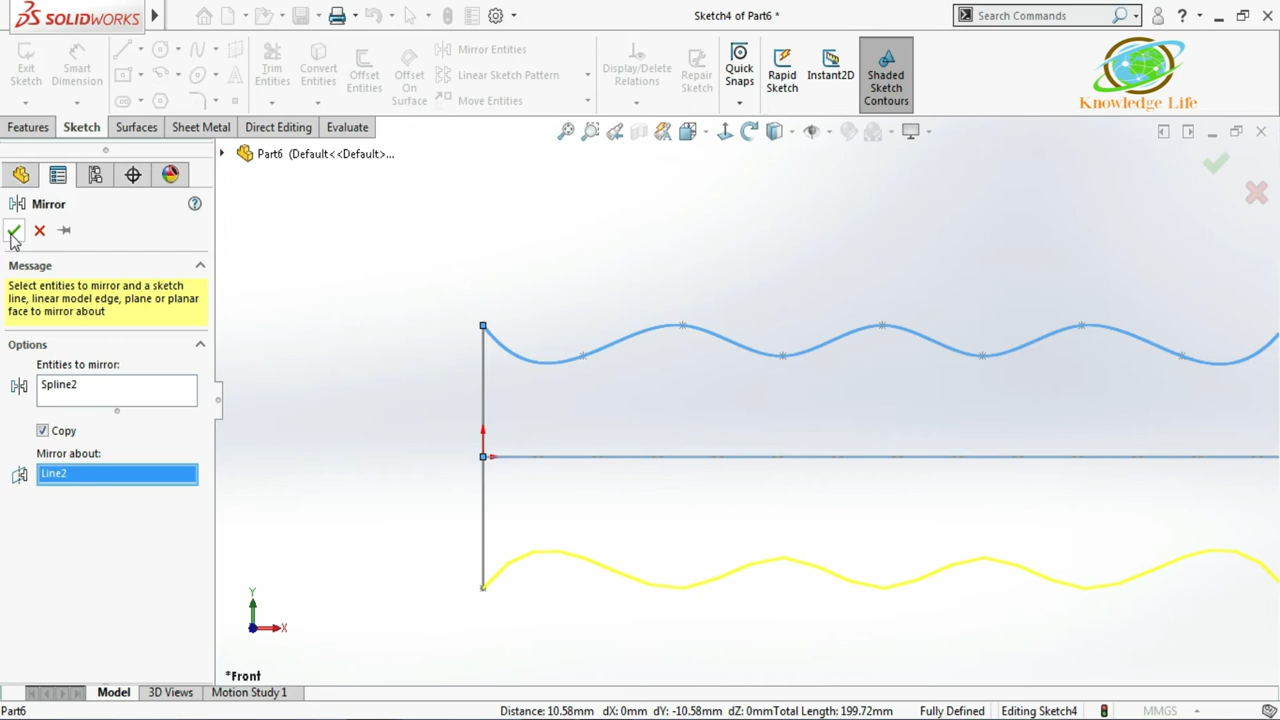 SOLIDWORKS
Sketch4 of Part6 *
Search Commands
?
Exit Sketch
Smart Dimension
Trim Entities
Convert Entities
Offset Entities
Offset On Surface
Mirror Entities
Linear Sketch Pattern
Move Entities
Display/Delete Relations
Repair Sketch
Quick Snaps
Rapid Sketch
Instant2D
Shaded Sketch Contours
Knowledge Life
Features
Sketch
Surfaces
Sheet Metal
Direct Editing
Evaluate
Part6 (Default<<Default>...
Mirror
Message
Select entities to mirror and a sketch
line, linear model edge, plane or planar
face to mirror about
Options
Entities to mirror:
Spline2
Copy
Mirror about:
Line2
Y
X
*Front
Model
3D Views
Motion Study 1
Part6
Distance: 10.58mm dX: 0mm dY: -10.58mm dZ: 0mmTotal Length: 199.72mm
Fully Defined
Editing Sketch4
MMGS